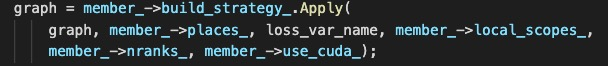 graph = member_->build_strategy_.Apply(
graph, member_->places_, loss_var_name, member_->local_scopes_,
member_->nranks_, member_->use_cuda_);